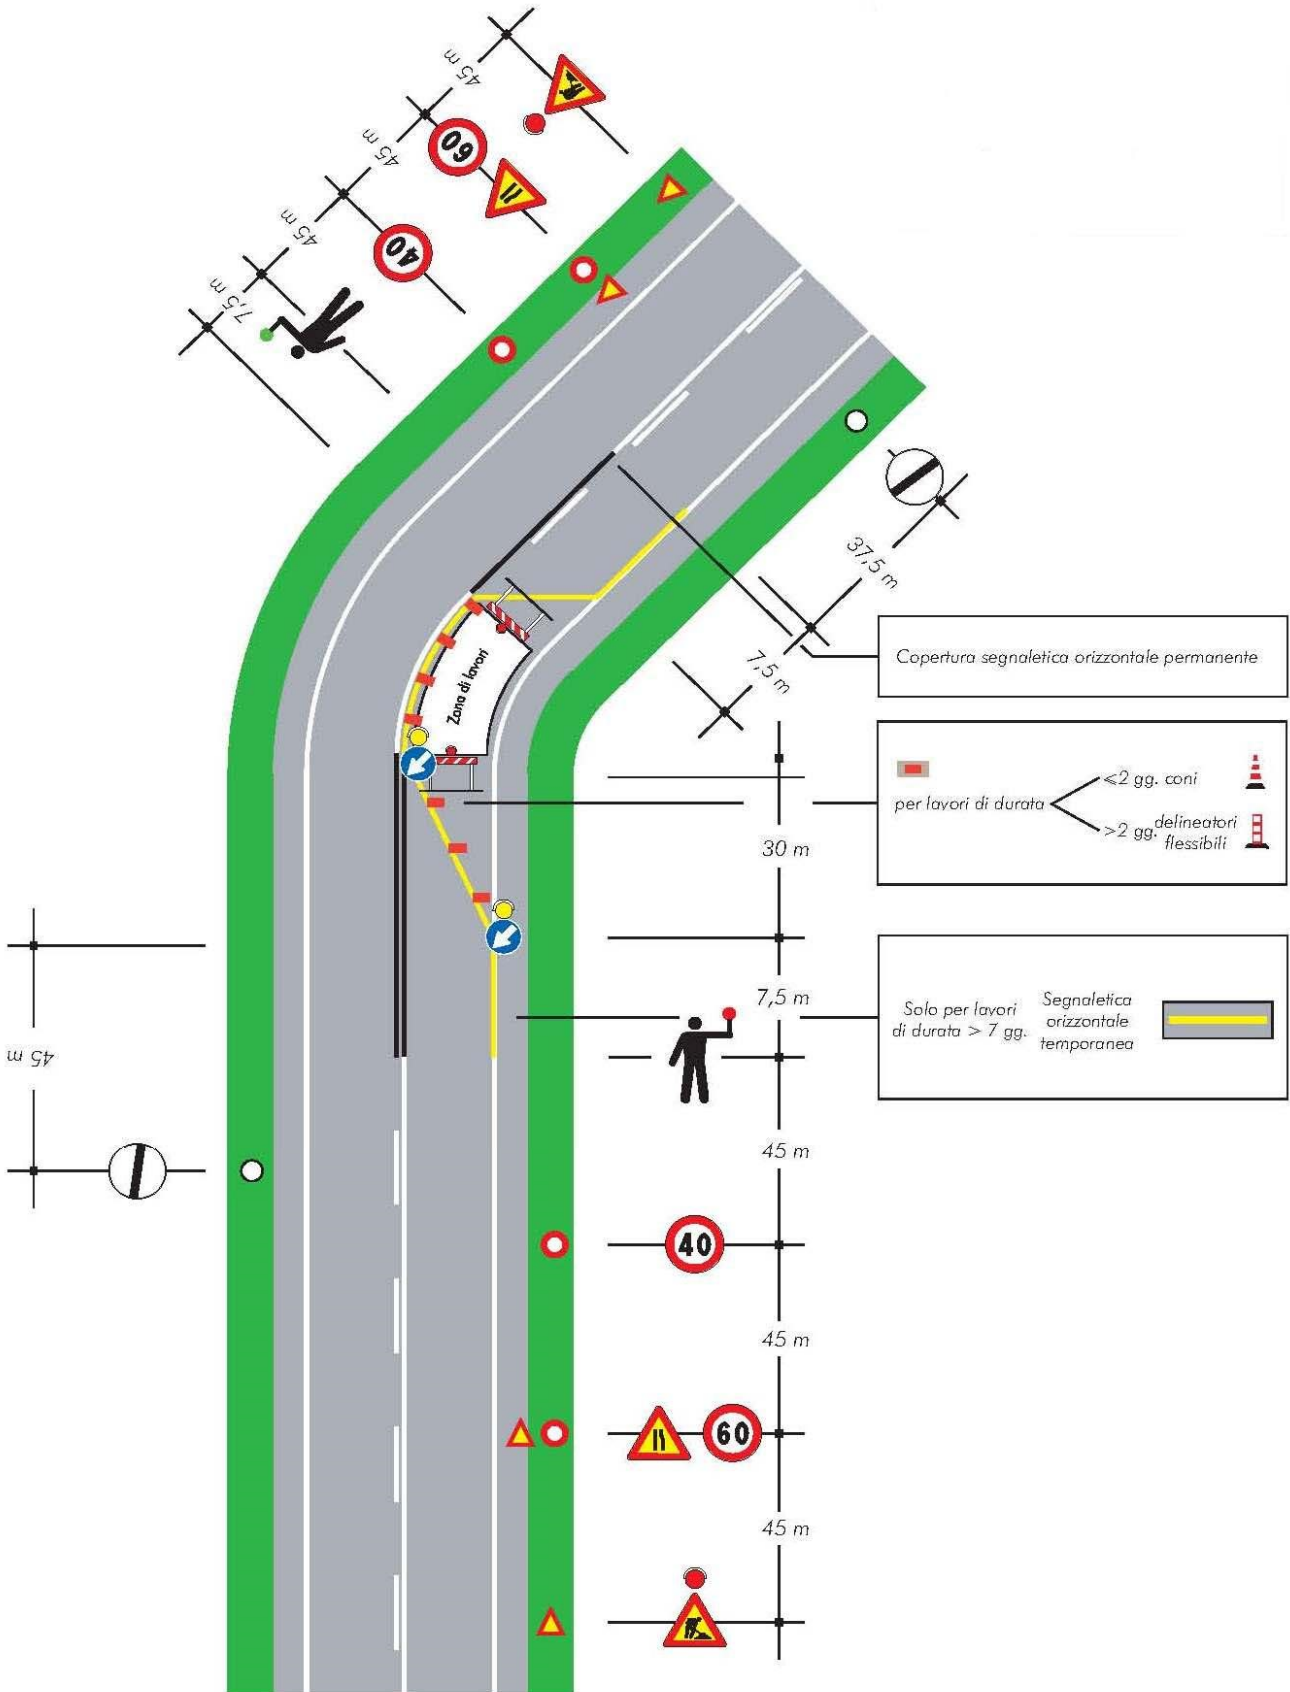 45 m
60
45 m
40
45 m
7,5 m
37,5 m
7,5 m
Copertura segnaletica orizzontale permanente
Zona di lavori
per lavori di durata
≤2 gg. coni
>2 gg. delineatori
flessibili
30 m
7,5 m
Solo per lavori
di durata > 7 gg.
Segnaletica
orizzontale
temporanea
45 m
45 m
40
45 m
60
45 m